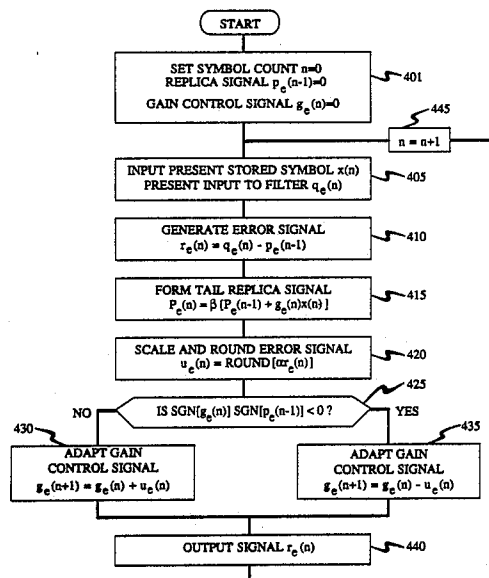 START
SET SYMBOL COUNT n=0
REPLICA SIGNAL p_e(n-1)=0
GAIN CONTROL SIGNAL g_e(n)=0
401
445
n = n+1
INPUT PRESENT STORED SYMBOL x(n)
PRESENT INPUT TO FILTER q_e(n)
405
GENERATE ERROR SIGNAL
r_e(n) = q_e(n) - p_e(n-1)
410
FORM TAIL REPLICA SIGNAL
P_e(n) = β [P_e(n-1) + g_e(n)x(n)]
415
SCALE AND ROUND ERROR SIGNAL
u_e(n) = ROUND[αr_e(n)]
420
425
IS SGN[g_e(n)] SGN[p_e(n-1)] < 0 ?
NO
YES
430
435
ADAPT GAIN
CONTROL SIGNAL
g_e(n+1) = g_e(n) + u_e(n)
ADAPT GAIN
CONTROL SIGNAL
g_e(n+1) = g_e(n) - u_e(n)
OUTPUT SIGNAL r_e(n)
440